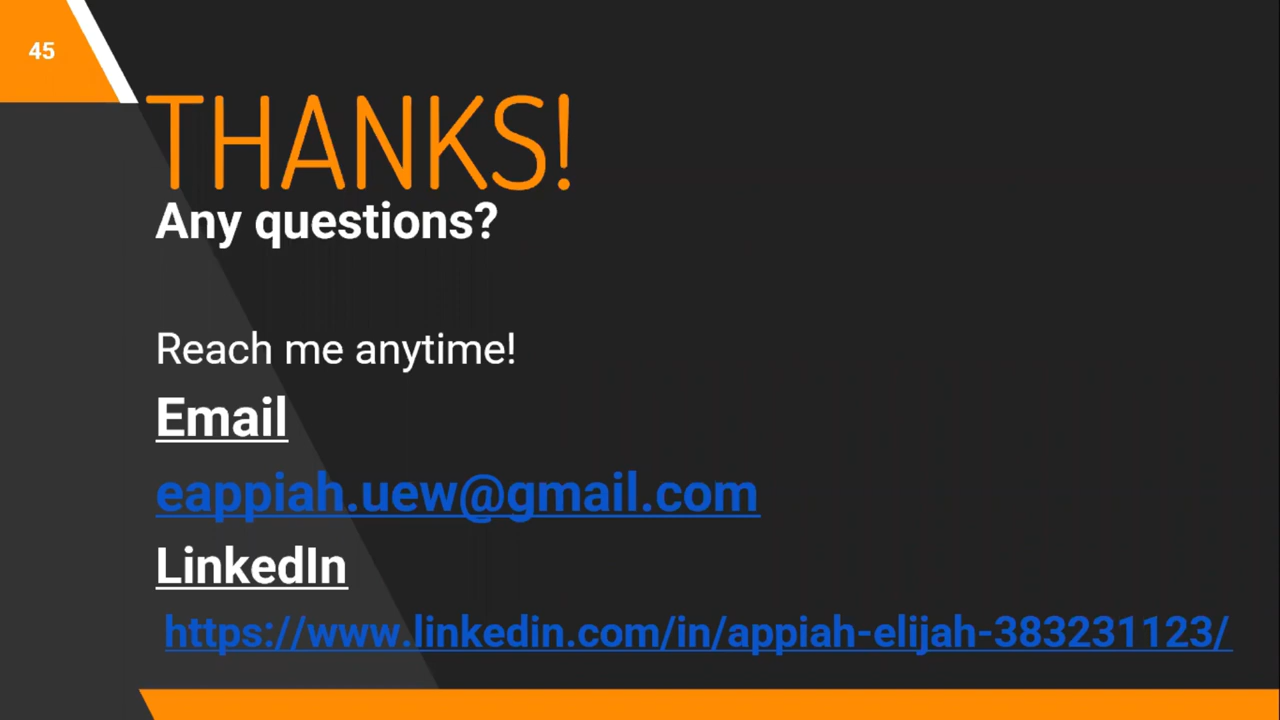 45
THANKS!
Any questions?
Reach me anytime!
Email
eappiah.uew@gmail.com
LinkedIn
https://www.linkedin.com/in/appiah-elijah-383231123/